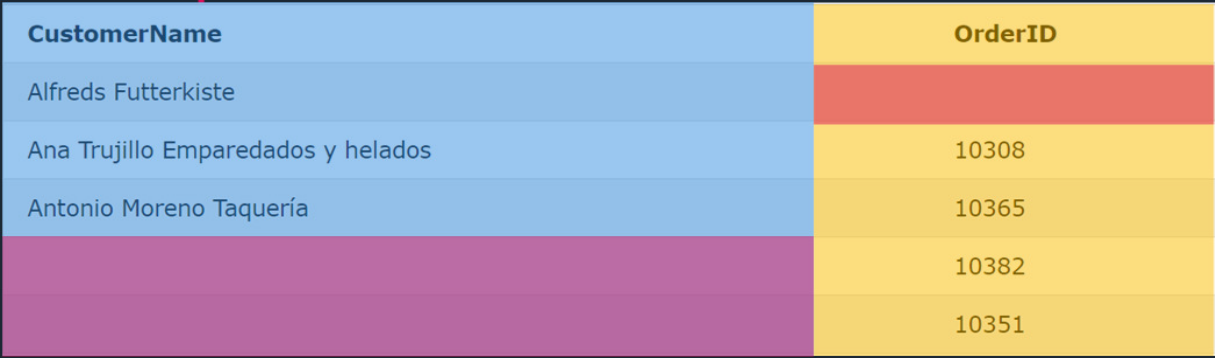 CustomerName OrderID
Alfreds Futterkiste
Ana Trujillo Emparedados y helados 10308
Antonio Moreno Taquería 10365
10382
10351